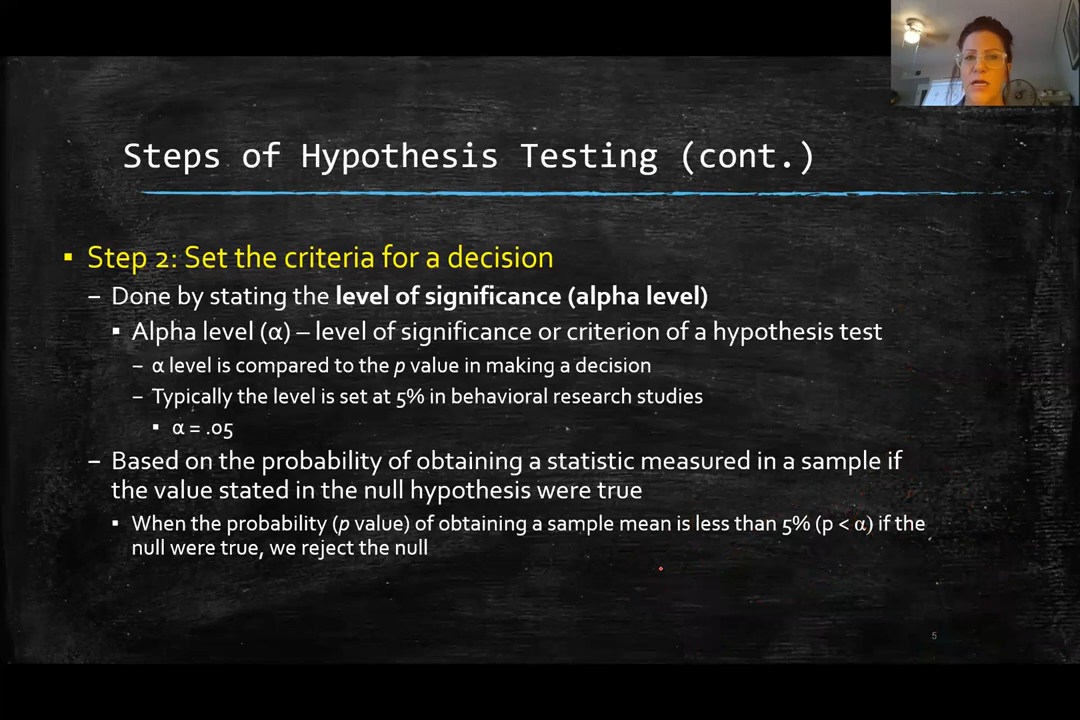 Steps of Hypothesis Testing (cont.)
▪ Step 2: Set the criteria for a decision
– Done by stating the level of significance (alpha level)
▪ Alpha level (α) – level of significance or criterion of a hypothesis test
– α level is compared to the p value in making a decision
– Typically the level is set at 5% in behavioral research studies
▪ α = .05
– Based on the probability of obtaining a statistic measured in a sample if
the value stated in the null hypothesis were true
▪ When the probability (p value) of obtaining a sample mean is less than 5% (p < α) if the
null were true, we reject the null
5